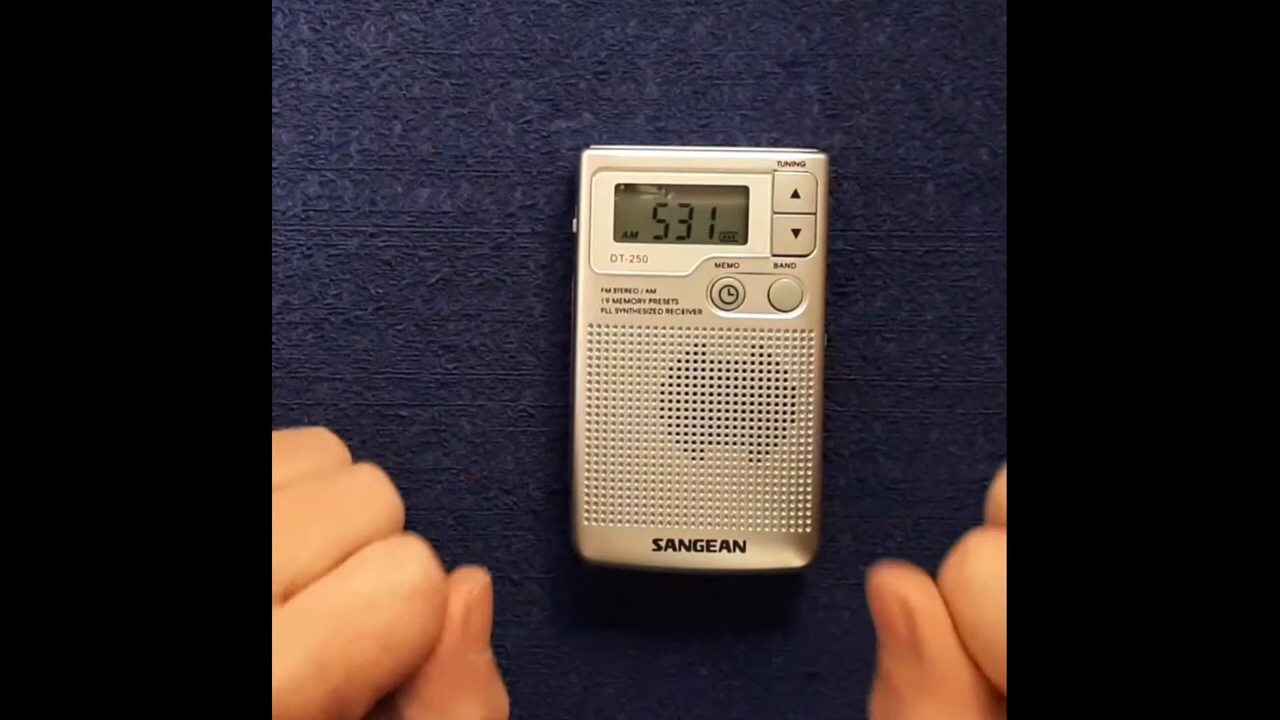 TUNING
▲
AM 531
▼
DT-250
MEMO BAND
FM STEREO / AM
19 MEMORY PRESETS
PLL SYNTHESIZED RECEIVER
SANGEAN